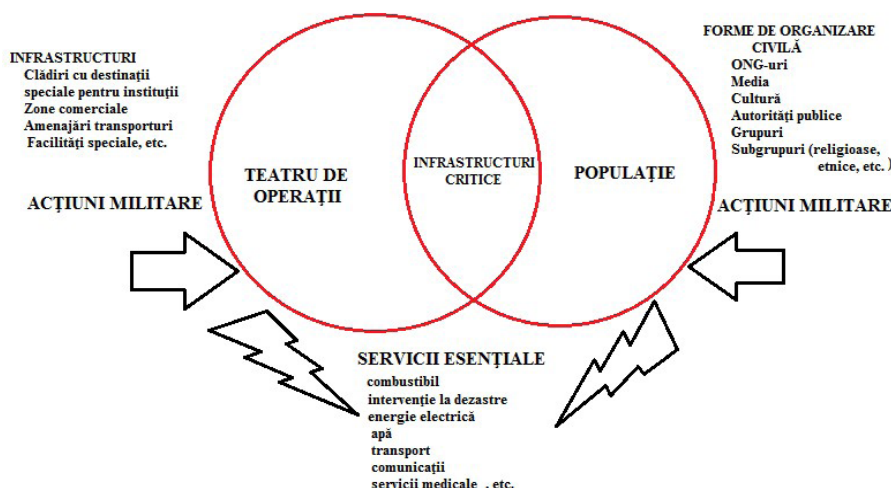 INFRASTRUCTURI
Clădiri cu destinații
speciale pentru instituții
Zone comerciale
Amenajări transporturi
Facilități speciale, etc.
ACŢIUNI MILITARE
TEATRU DE
OPERAȚII
INFRASTRUCTURI
CRITICE
POPULAȚIE
FORME DE ORGANIZARE
CIVILĂ
ONG-uri
Media
Cultură
Autorități publice
Grupuri
Subgrupuri (religioase,
etnice, etc. )
ACŢIUNI MILITARE
SERVICII ESENȚIALE
combustibil
intervenție la dezastre
energie electrică
apă
transport
comunicații
servicii medicale , etc.